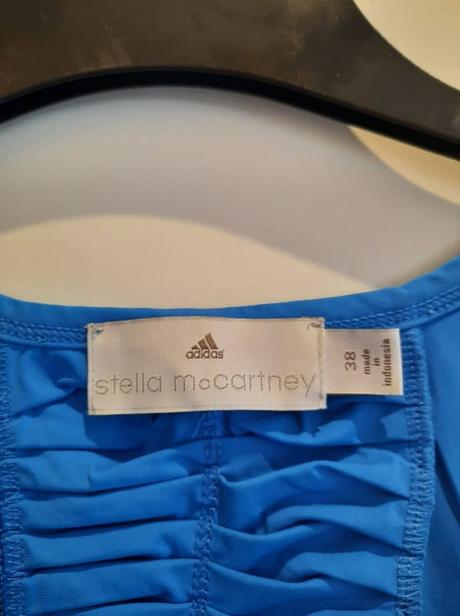 adidas
stella mccartney
38
made
in
indonesia